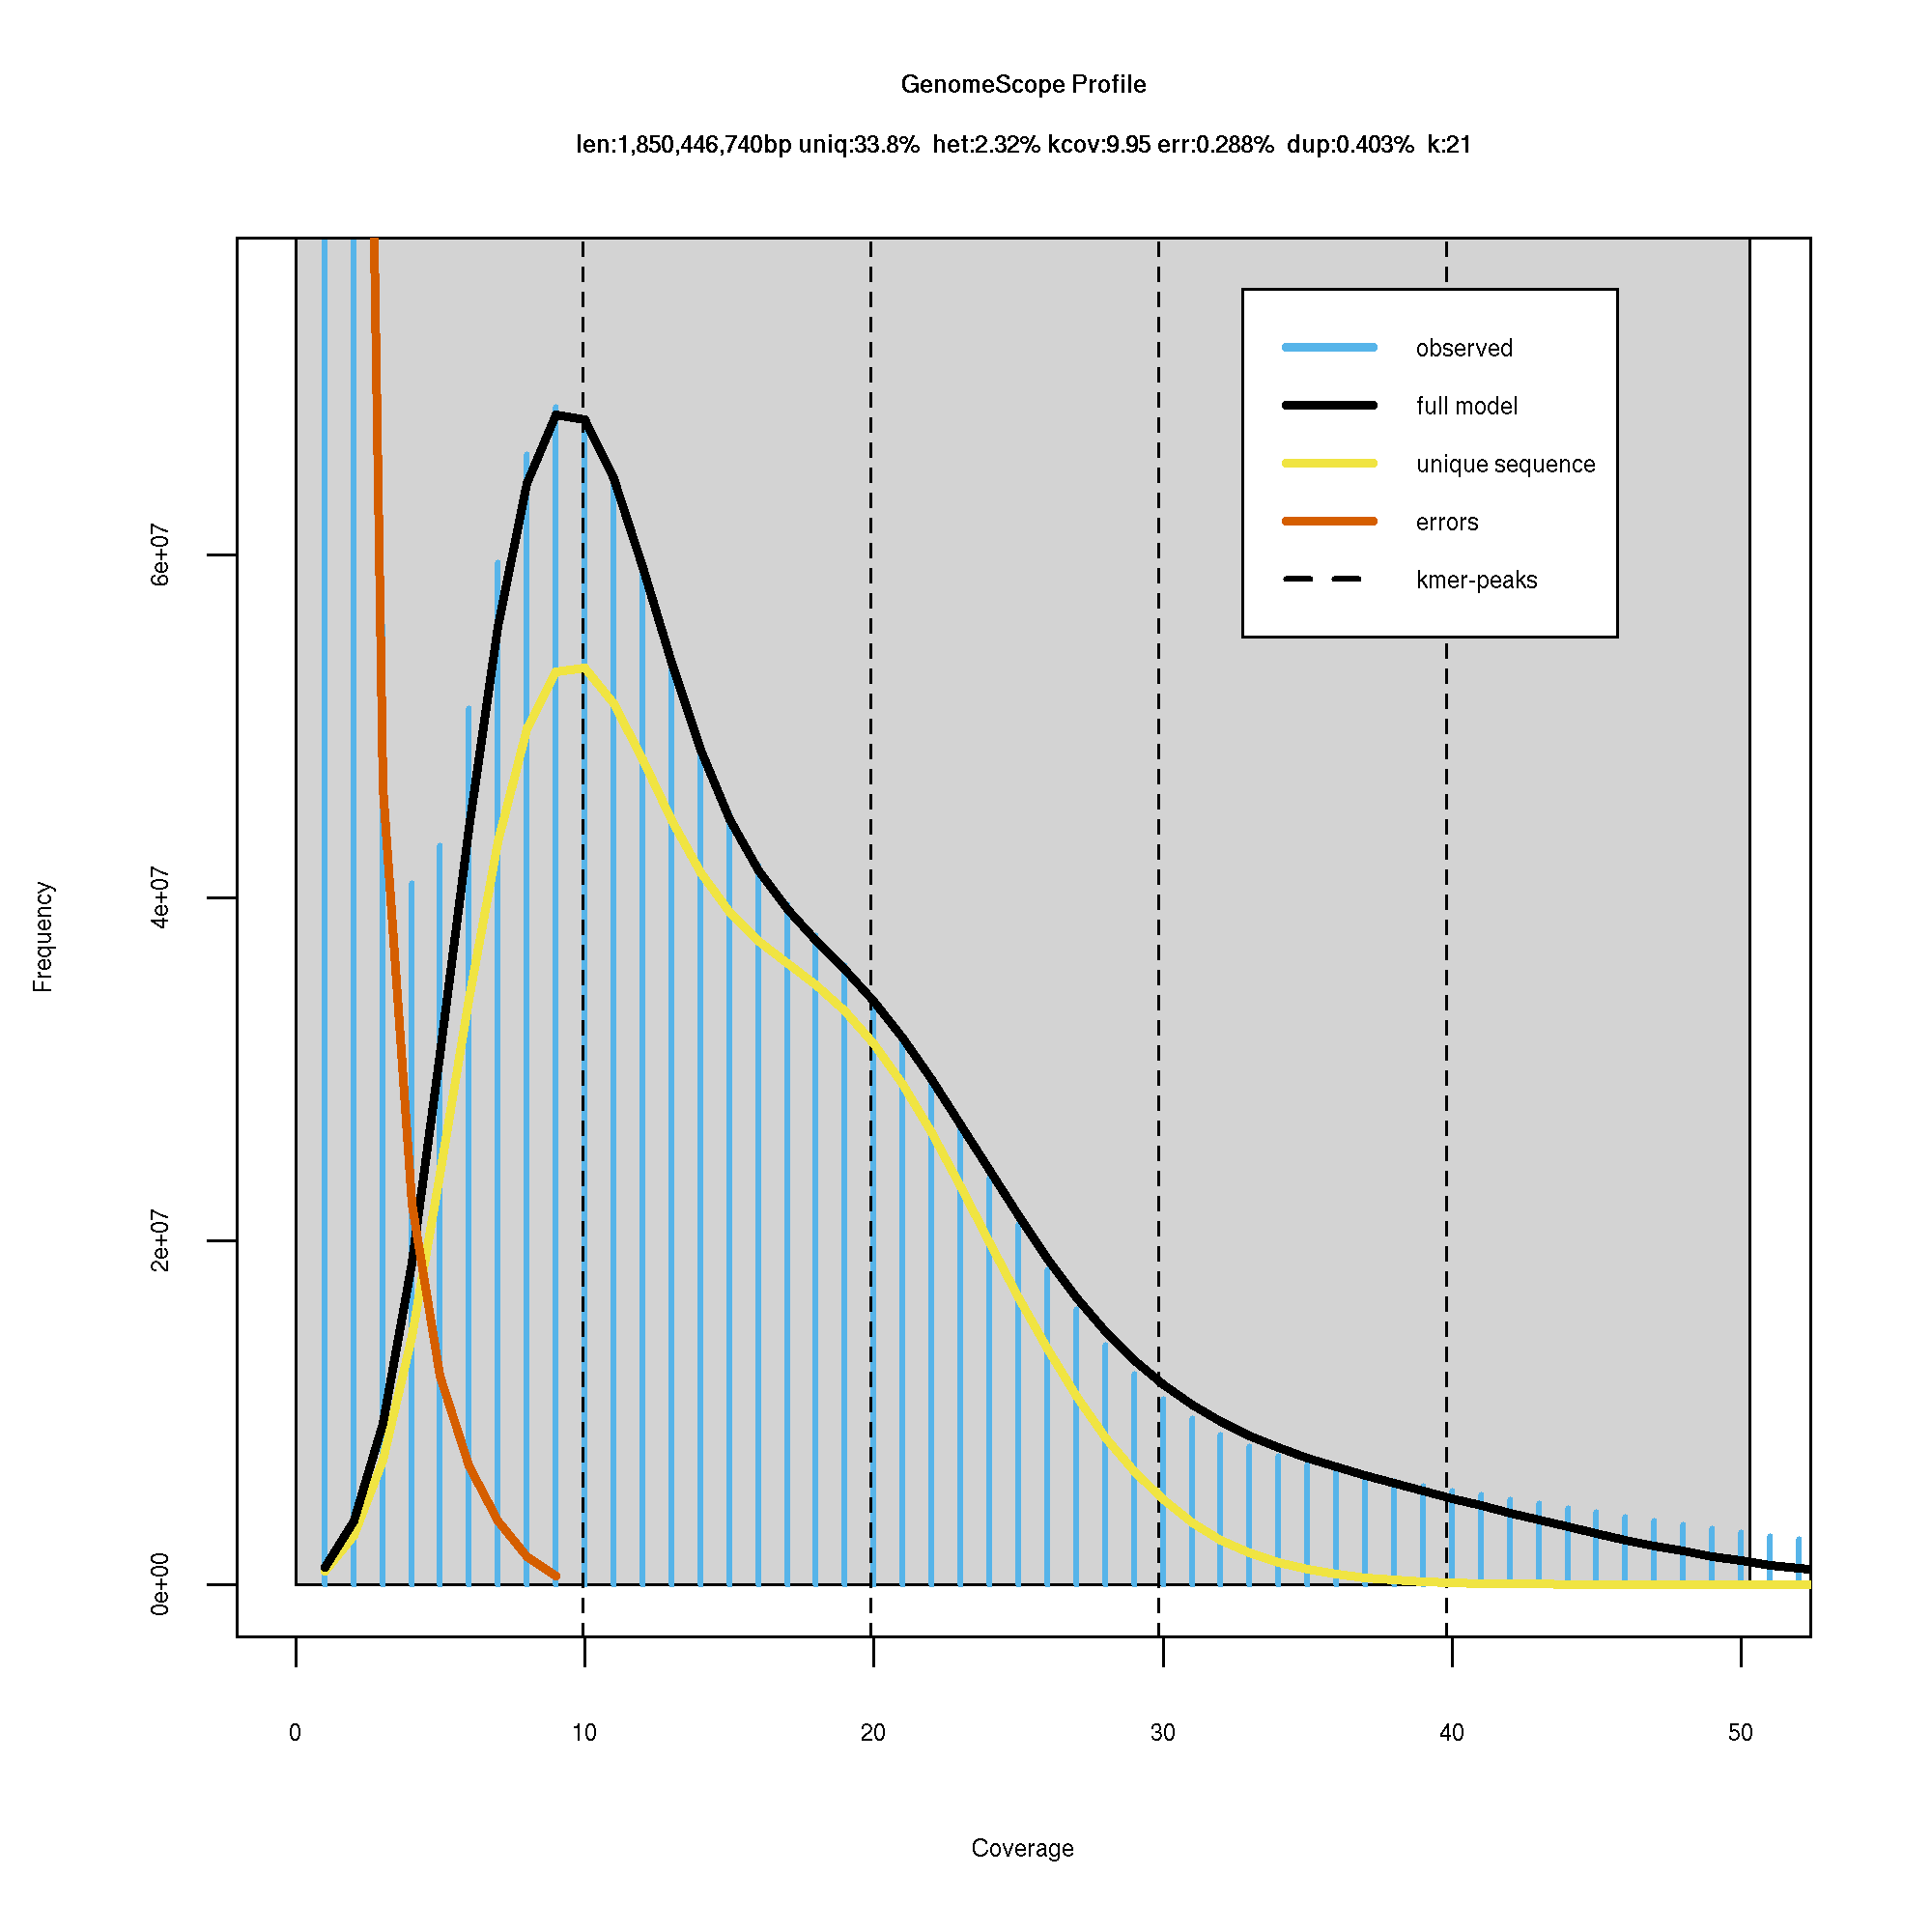 GenomeScope Profile
len:1,850,446,740bp uniq:33.8% het:2.32% kcov:9.95 err:0.288% dup:0.403% k:21
observed
full model
unique sequence
errors
kmer-peaks
Frequency
6e+07
4e+07
2e+07
0e+00
0 10 20 30 40 50
Coverage